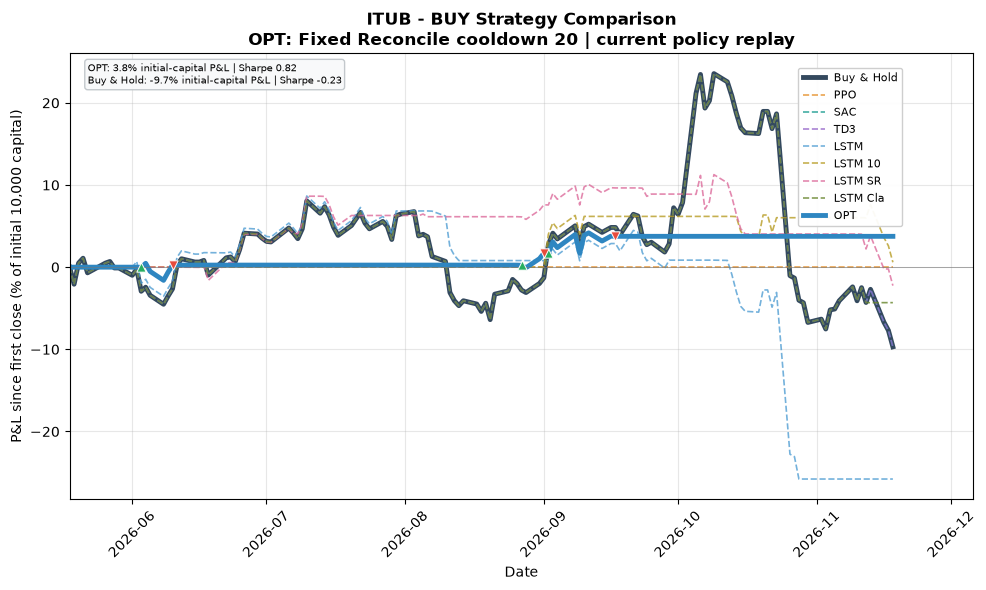 ITUB - BUY Strategy Comparison
OPT: Fixed Reconcile cooldown 20 | current policy replay
OPT: 3.8% initial-capital P&L | Sharpe 0.82
Buy & Hold: -9.7% initial-capital P&L | Sharpe -0.23
Buy & Hold
PPO
SAC
TD3
LSTM
LSTM 10
LSTM SR
LSTM Cla
OPT
P&L since first close (% of initial 10,000 capital)
20
10
0
−10
−20
2026-06
2026-07
2026-08
2026-09
2026-10
2026-11
2026-12
Date